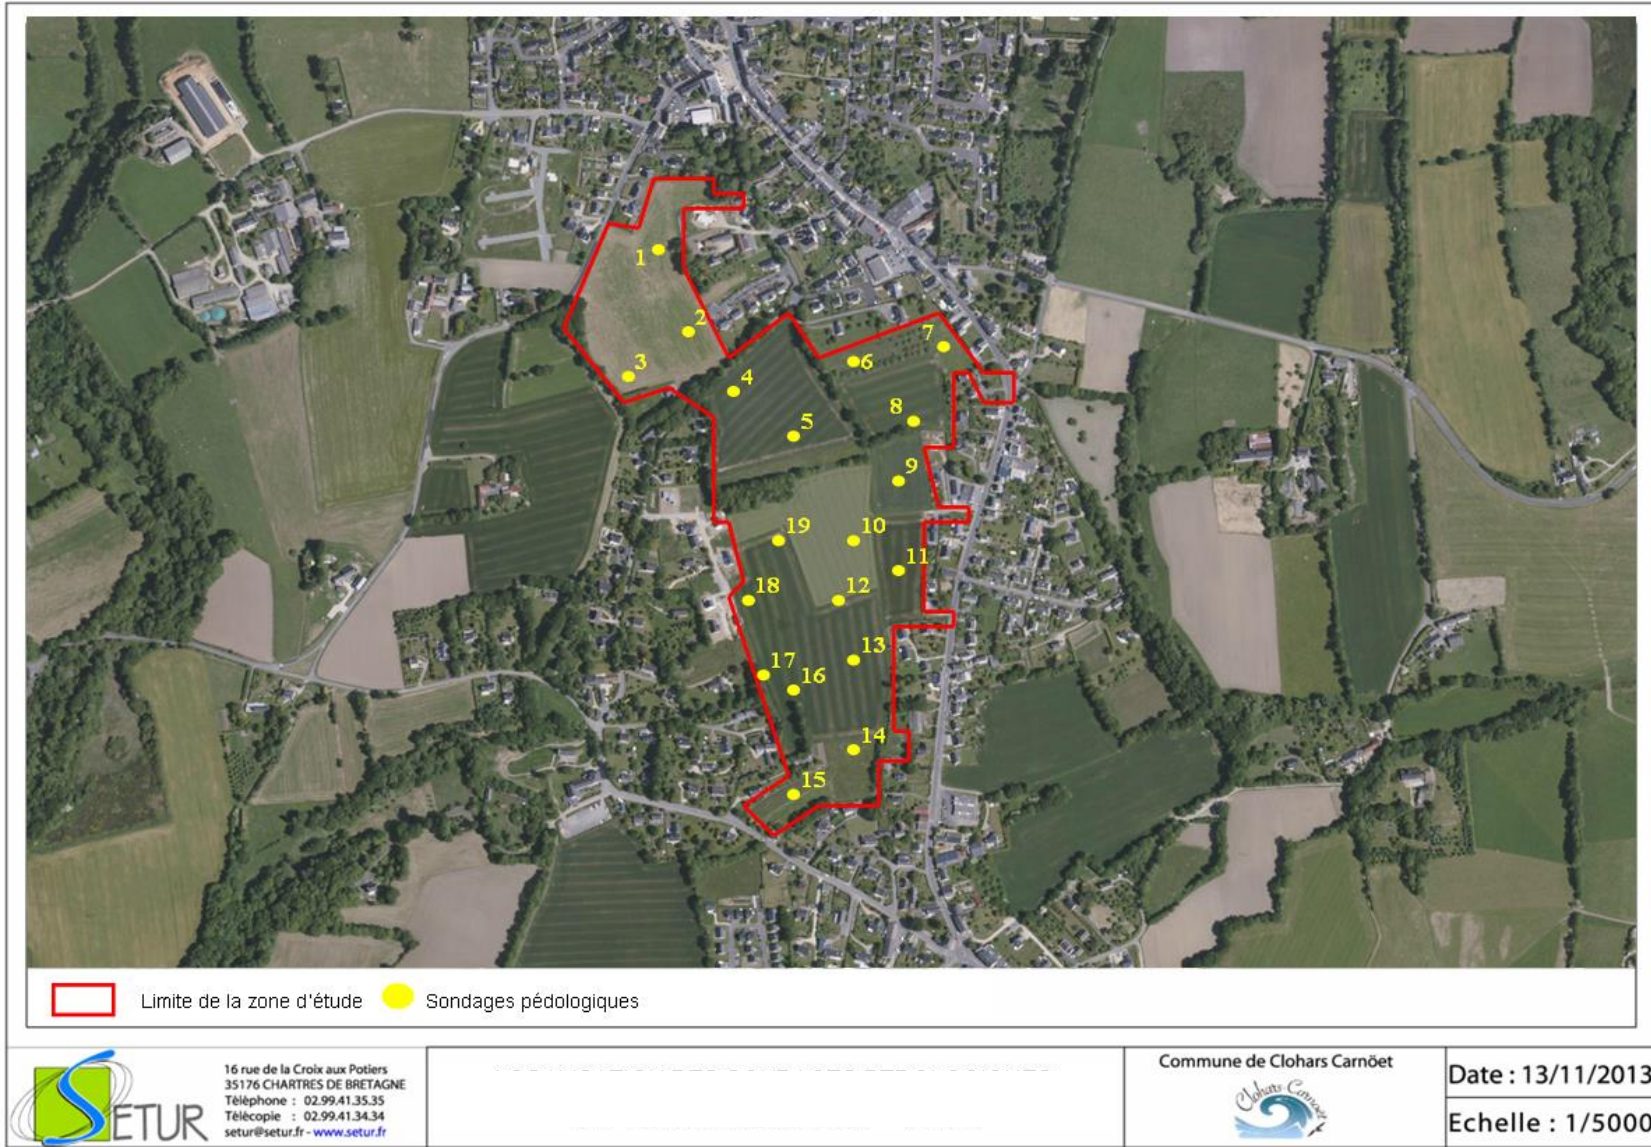 1
2
3
4
5
6
7
8
9
10
11
12
13
14
15
16
17
18
19
Limite de la zone d'étude
Sondages pédologiques
SETUR
16 rue de la Croix aux Potiers
35176 CHARTRES DE BRETAGNE
Téléphone : 02.99.41.35.35
Télécopie : 02.99.41.34.34
setur@setur.fr - www.setur.fr
Commune de Clohars Carnöet
Clohars-Carnoët
Date : 13/11/2013
Echelle : 1/5000